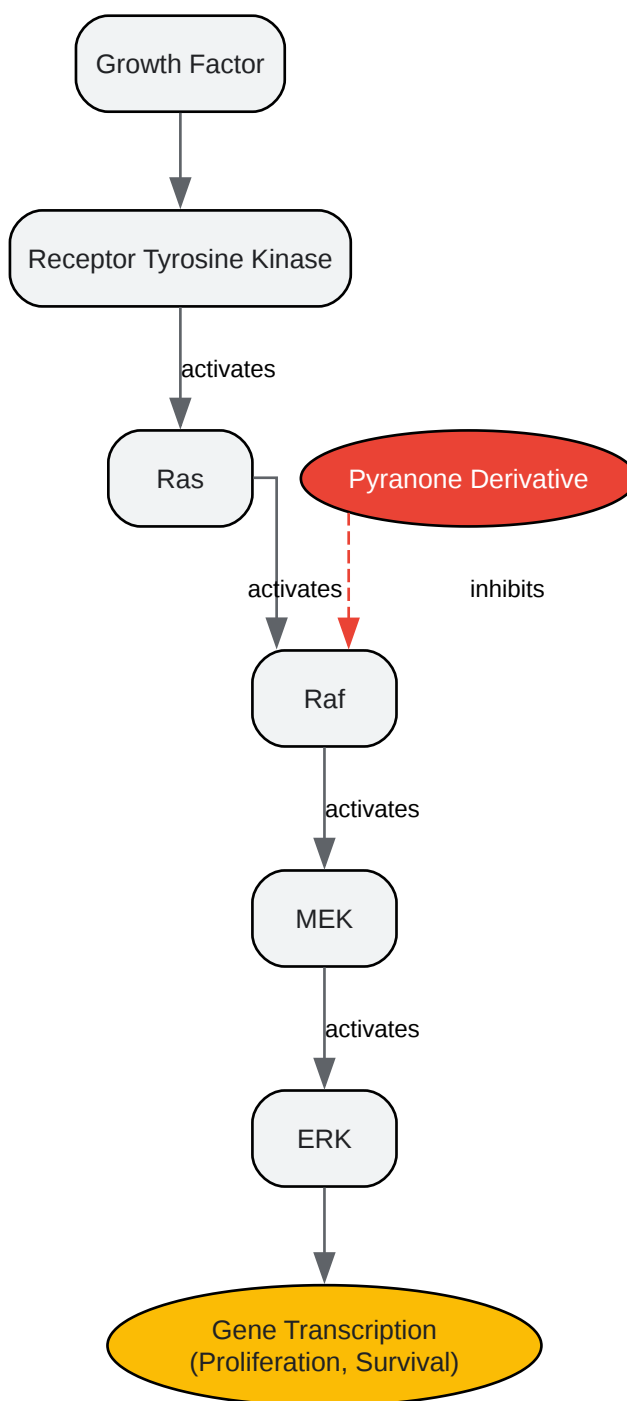 Growth Factor
Receptor Tyrosine Kinase
activates
Ras
Pyranone Derivative
activates
inhibits
Raf
activates
MEK
activates
ERK
Gene Transcription
(Proliferation, Survival)